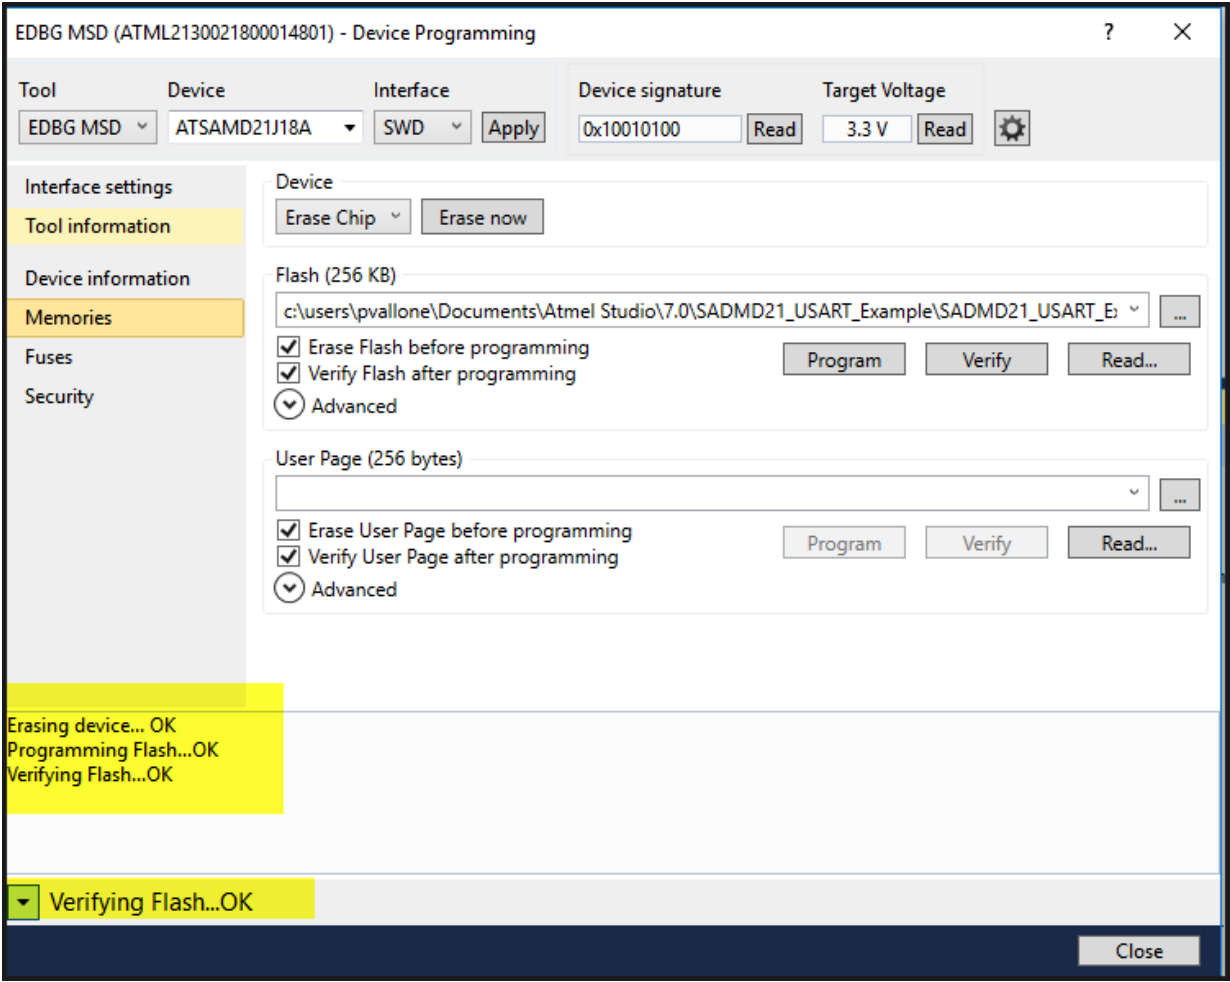 EDBG MSD (ATML2130021800014801) - Device Programming ?
Tool Device Interface Device signature Target Voltage
EDBG MSD ATSAMD21J18A SWD Apply 0x10010100 Read 3.3 V Read
Interface settings
Tool information
Device information
Memories
Fuses
Security
Device
Erase Chip Erase now
Flash (256 KB)
c:\users\pvallone\Documents\Atmel Studio\7.0\SADMD21_USART_Example\SADMD21_USART_E ...
Erase Flash before programming
Verify Flash after programming
Program Verify Read...
Advanced
User Page (256 bytes)
...
Erase User Page before programming
Verify User Page after programming
Program Verify Read...
Advanced
Erasing device... OK
Programming Flash...OK
Verifying Flash...OK
Verifying Flash...OK
Close